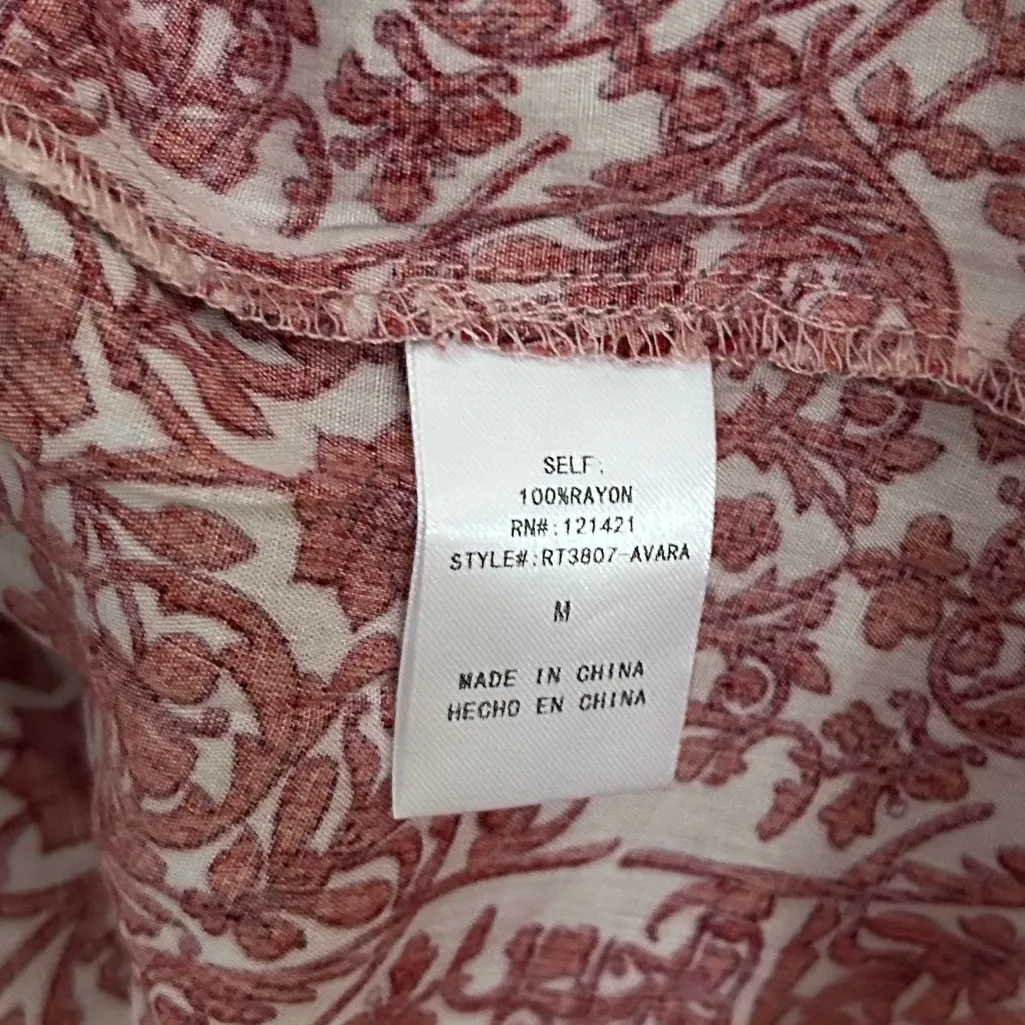 SELF:
100%RAYON
RN#:121421
STYLE#:RT3807-AVARA
M
MADE IN CHINA
HECHO EN CHINA